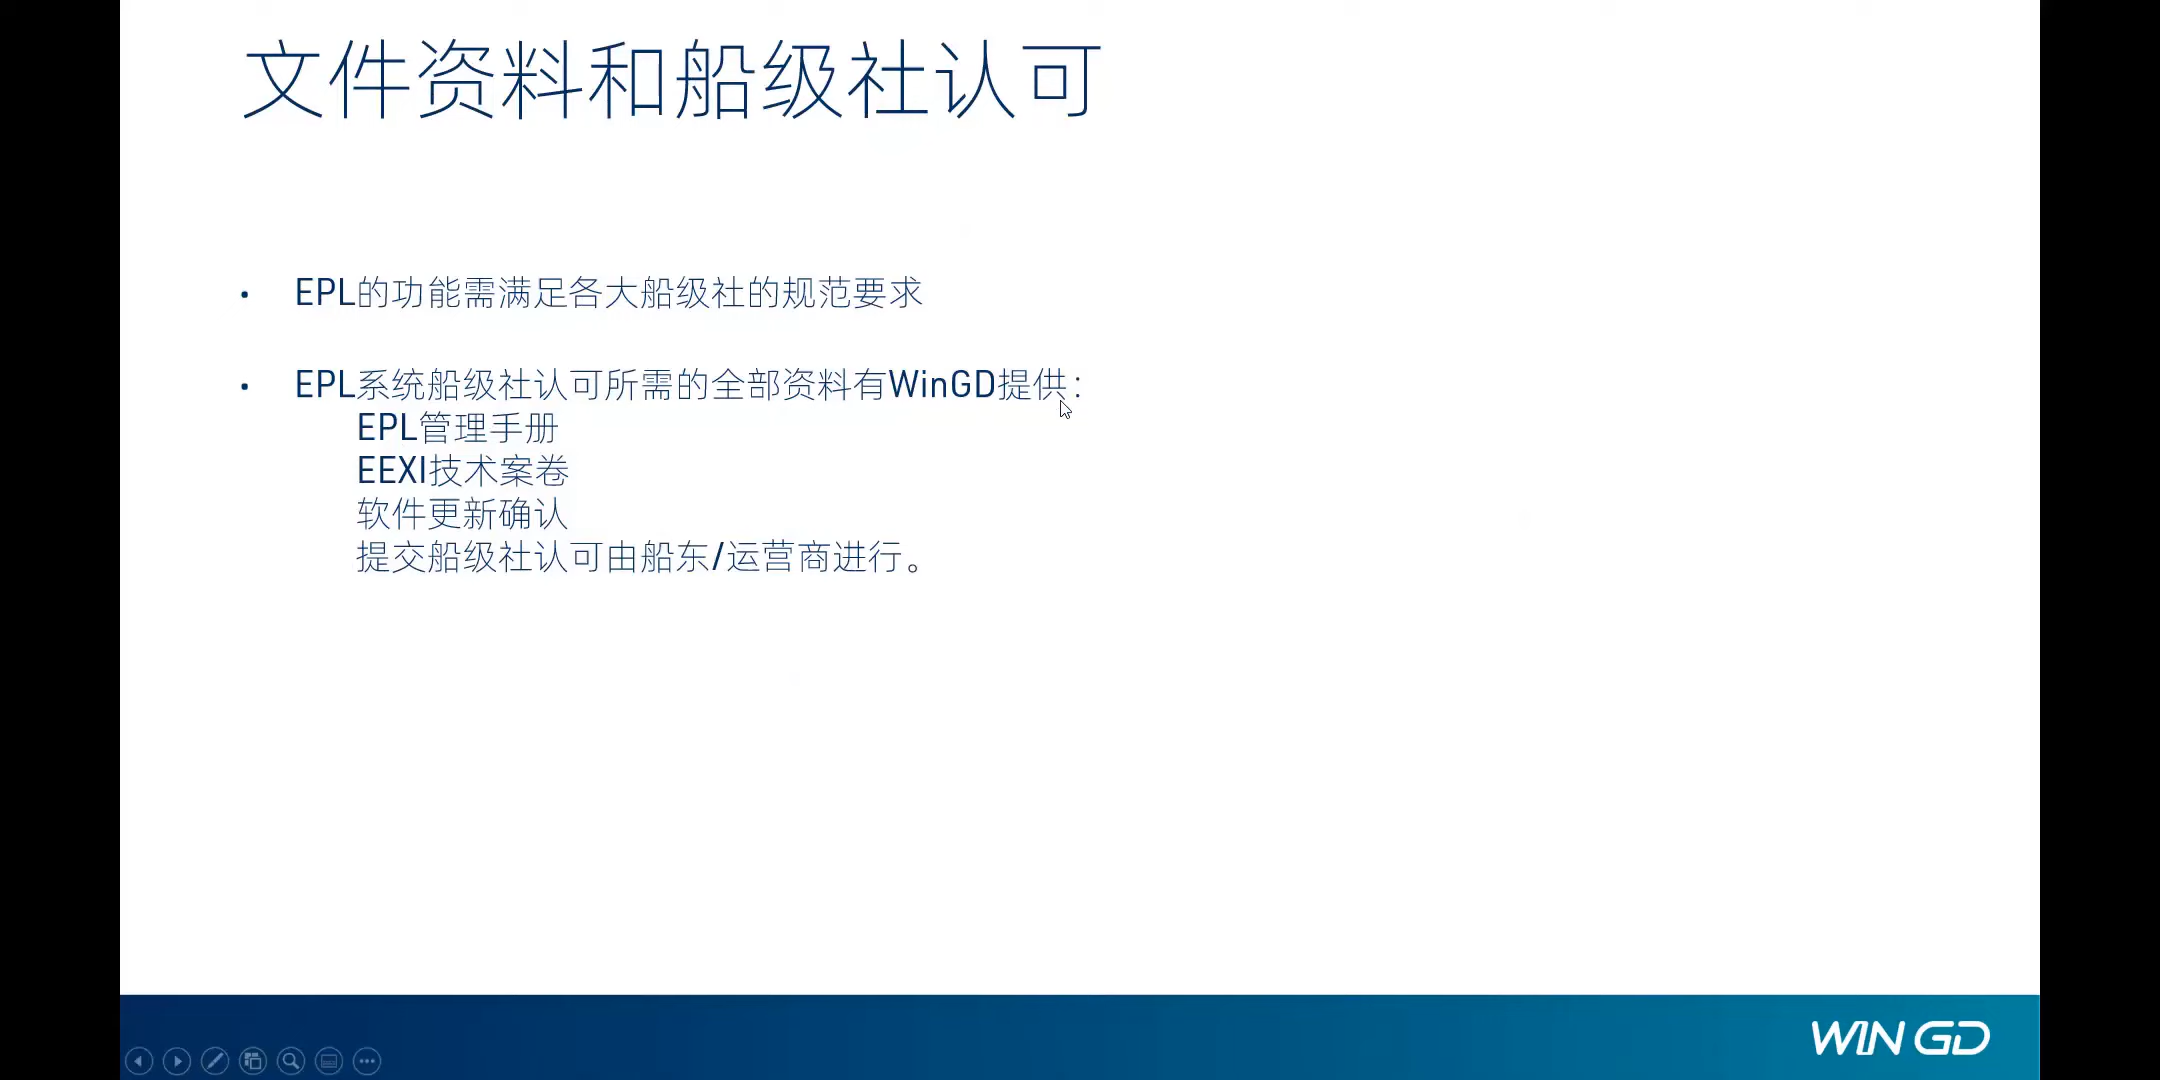 文件资料和船级社认可
• EPL的功能需满足各大船级社的规范要求
• EPL系统船级社认可所需的全部资料有WinGD提供：
EPL管理手册
EEXI技术案卷
软件更新确认
提交船级社认可由船东/运营商进行。
WIN GD